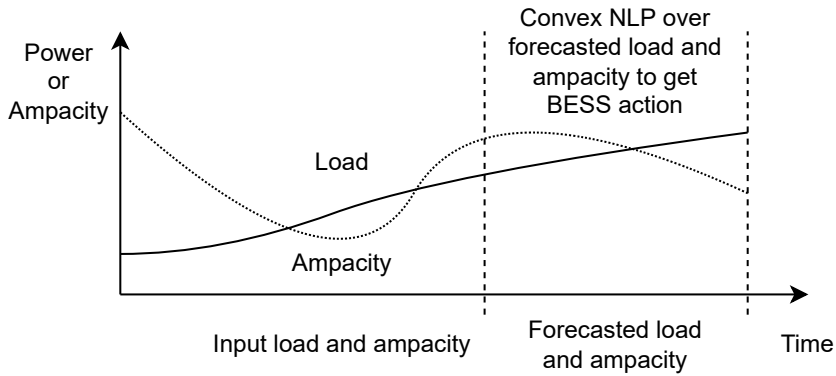 Power
or
Ampacity
Convex NLP over
forecasted load and
ampacity to get
BESS action
Load
Ampacity
Input load and ampacity
Forecasted load
and ampacity
Time